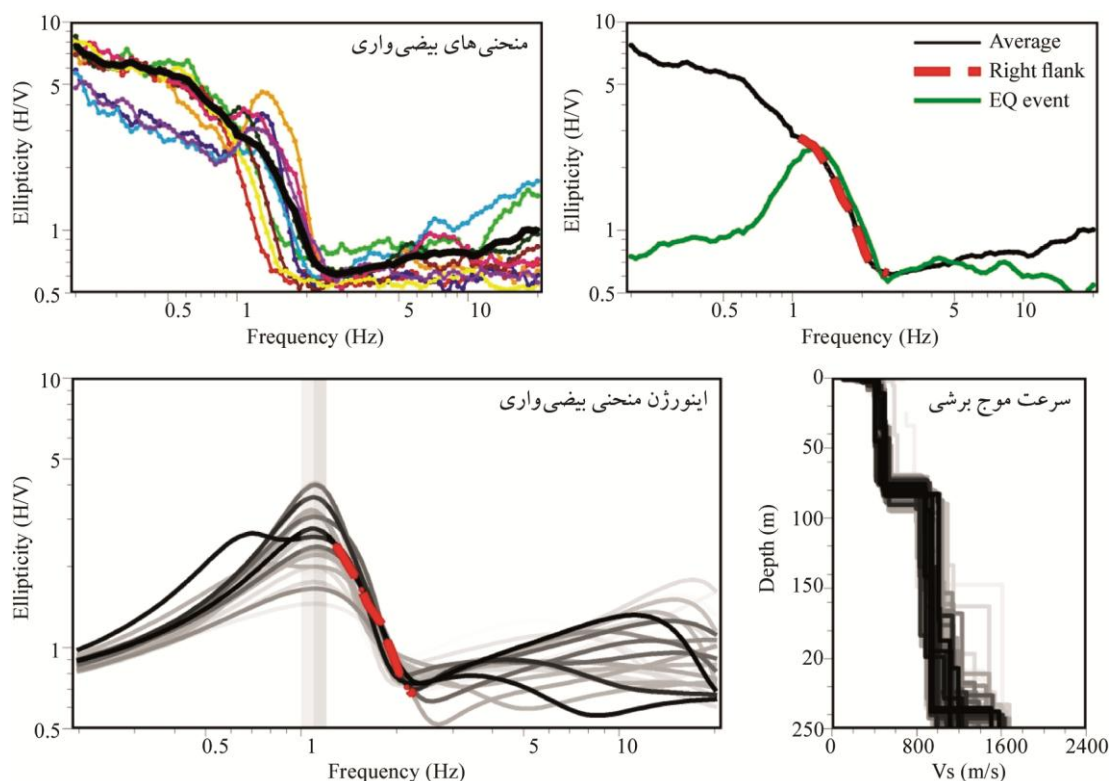 منحنی‌های بیضی‌واری
Ellipticity (H/V)
10
5
1
0.5
0.5
1
5
10
Frequency (Hz)
Average
Right flank
EQ event
Ellipticity (H/V)
10
5
1
0.5
0.5
1
5
10
Frequency (Hz)
اینورژن منحنی بیضی‌واری
Ellipticity (H/V)
10
5
1
0.5
0.5
1
5
10
Frequency (Hz)
سرعت موج برشی
Depth (m)
0
50
100
150
20
250
0
800
1600
2400
Vs (m/s)